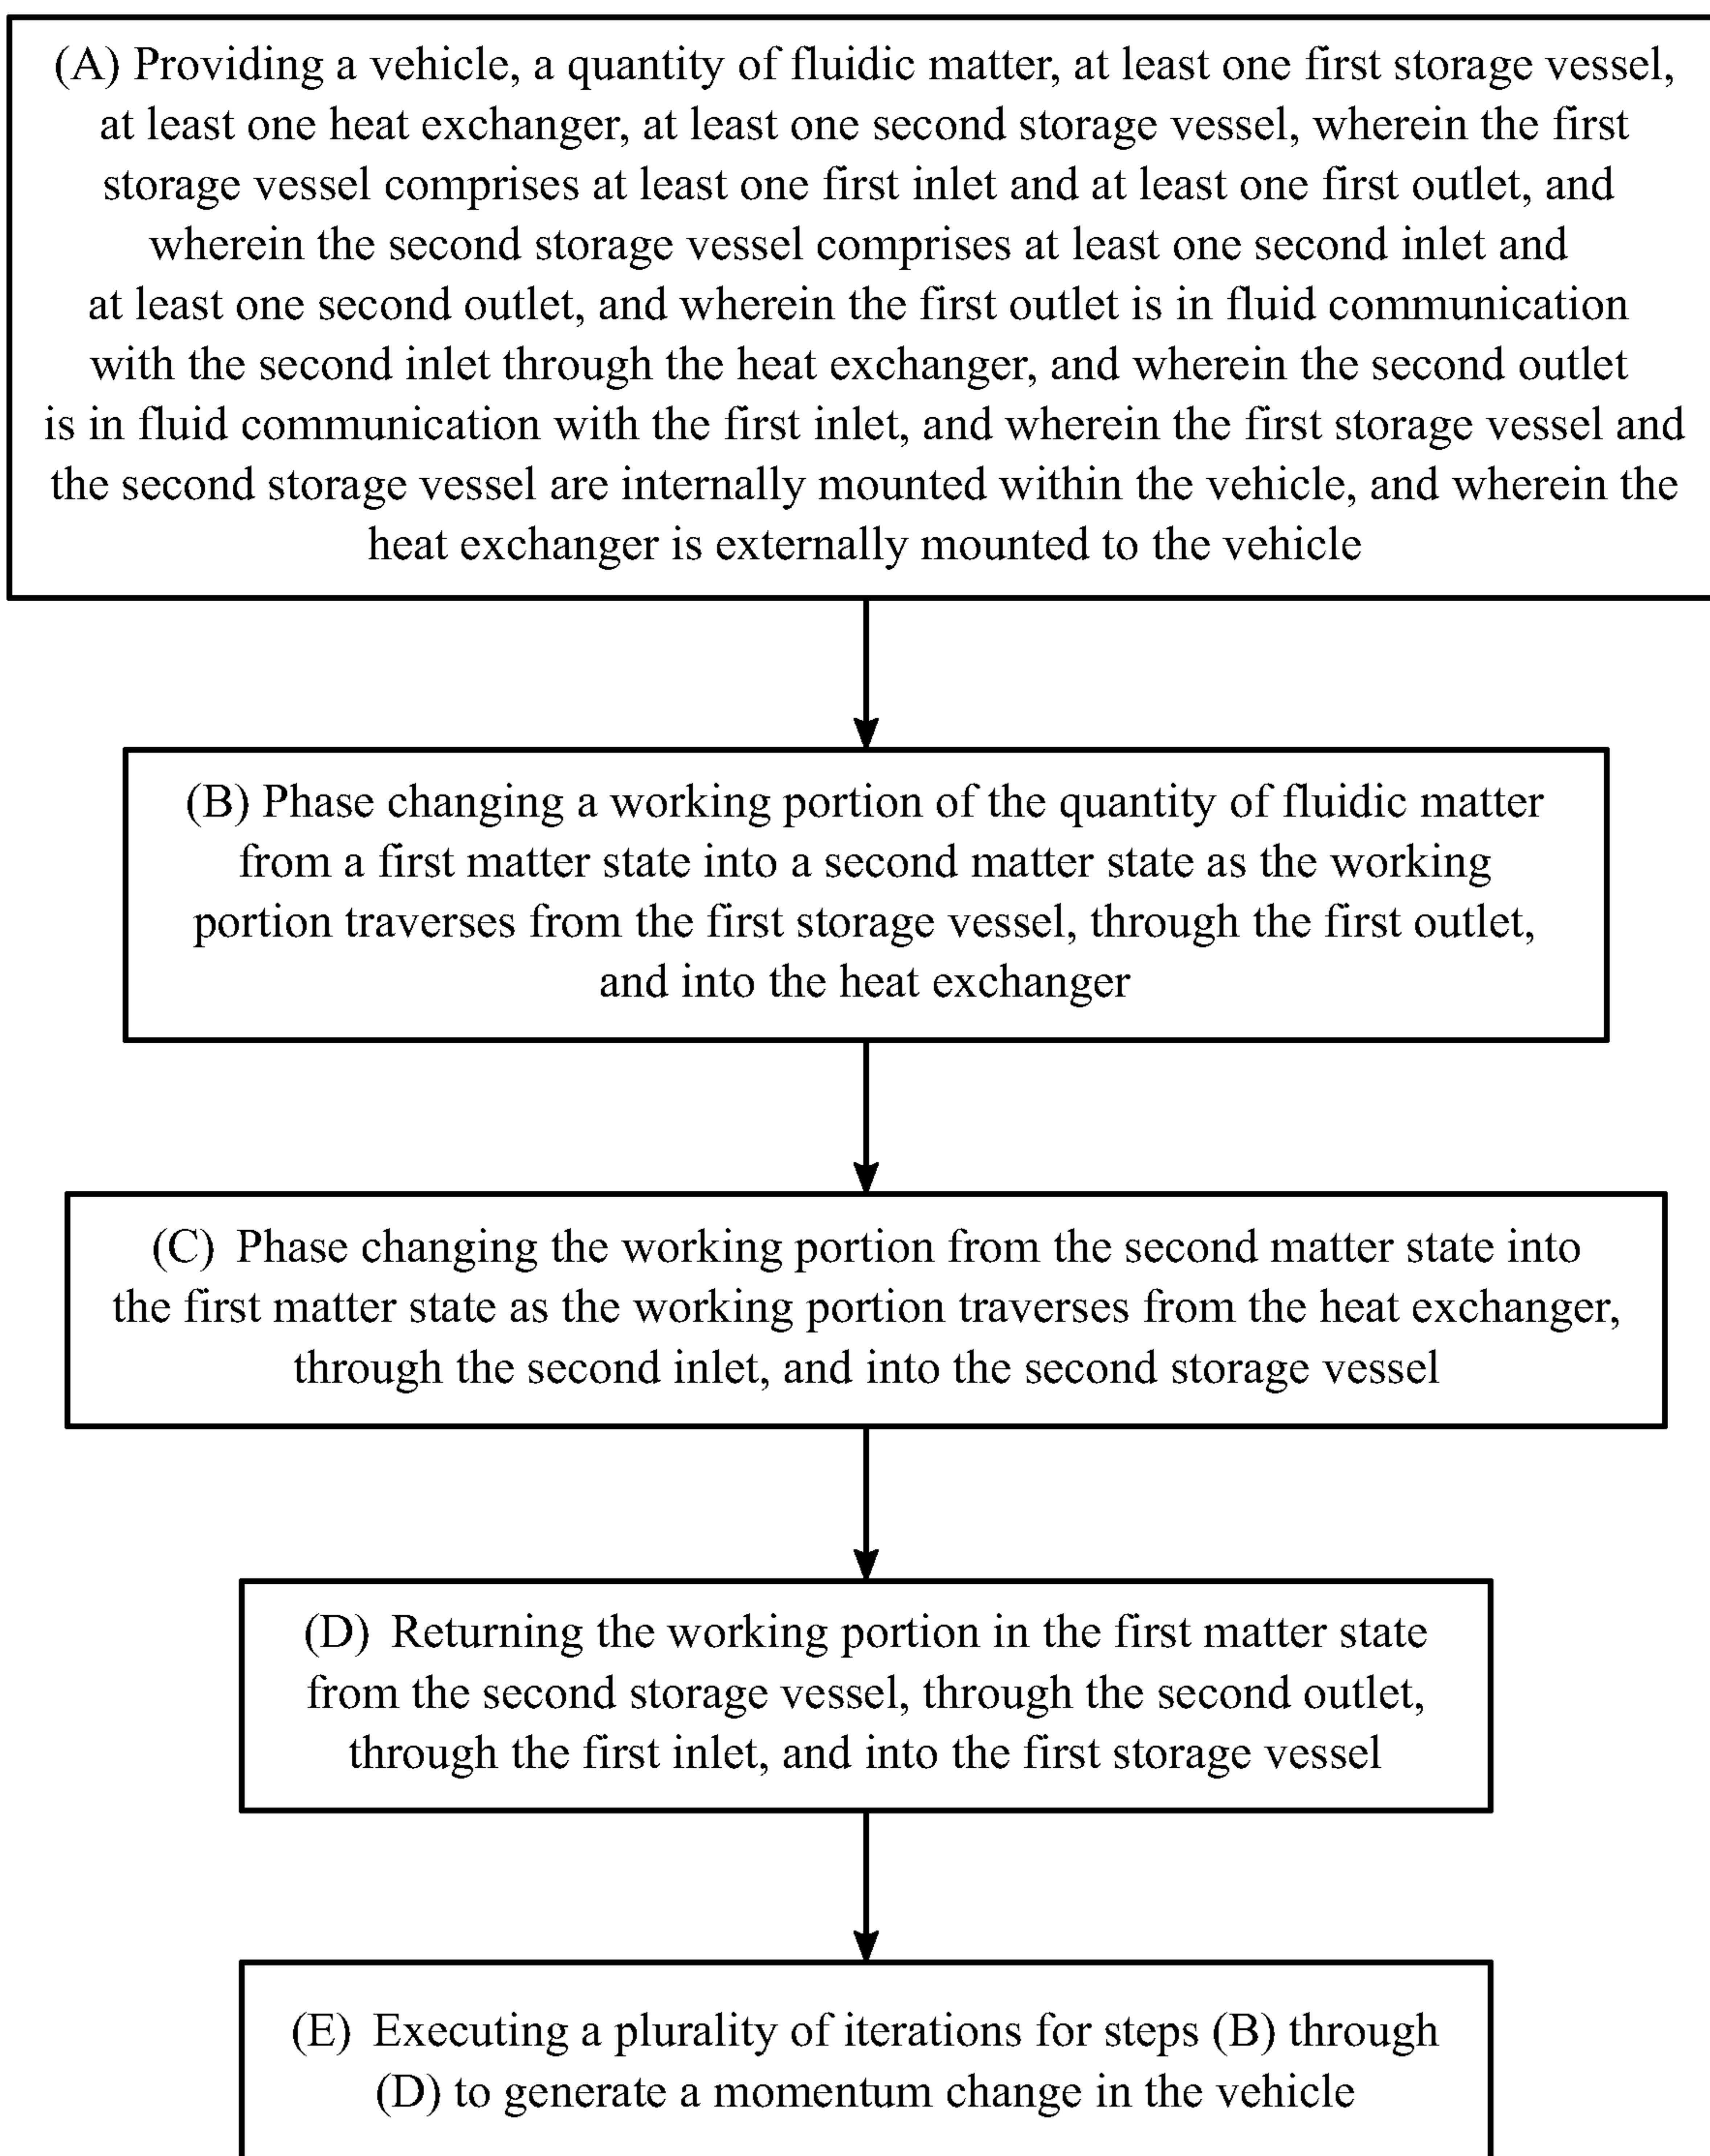 (A) Providing a vehicle, a quantity of fluidic matter, at least one first storage vessel,
at least one heat exchanger, at least one second storage vessel, wherein the first
storage vessel comprises at least one first inlet and at least one first outlet, and
wherein the second storage vessel comprises at least one second inlet and
at least one second outlet, and wherein the first outlet is in fluid communication
with the second inlet through the heat exchanger, and wherein the second outlet
is in fluid communication with the first inlet, and wherein the first storage vessel and
the second storage vessel are internally mounted within the vehicle, and wherein the
heat exchanger is externally mounted to the vehicle
(B) Phase changing a working portion of the quantity of fluidic matter
from a first matter state into a second matter state as the working
portion traverses from the first storage vessel, through the first outlet,
and into the heat exchanger
(C) Phase changing the working portion from the second matter state into
the first matter state as the working portion traverses from the heat exchanger,
through the second inlet, and into the second storage vessel
(D) Returning the working portion in the first matter state
from the second storage vessel, through the second outlet,
through the first inlet, and into the first storage vessel
(E) Executing a plurality of iterations for steps (B) through
(D) to generate a momentum change in the vehicle